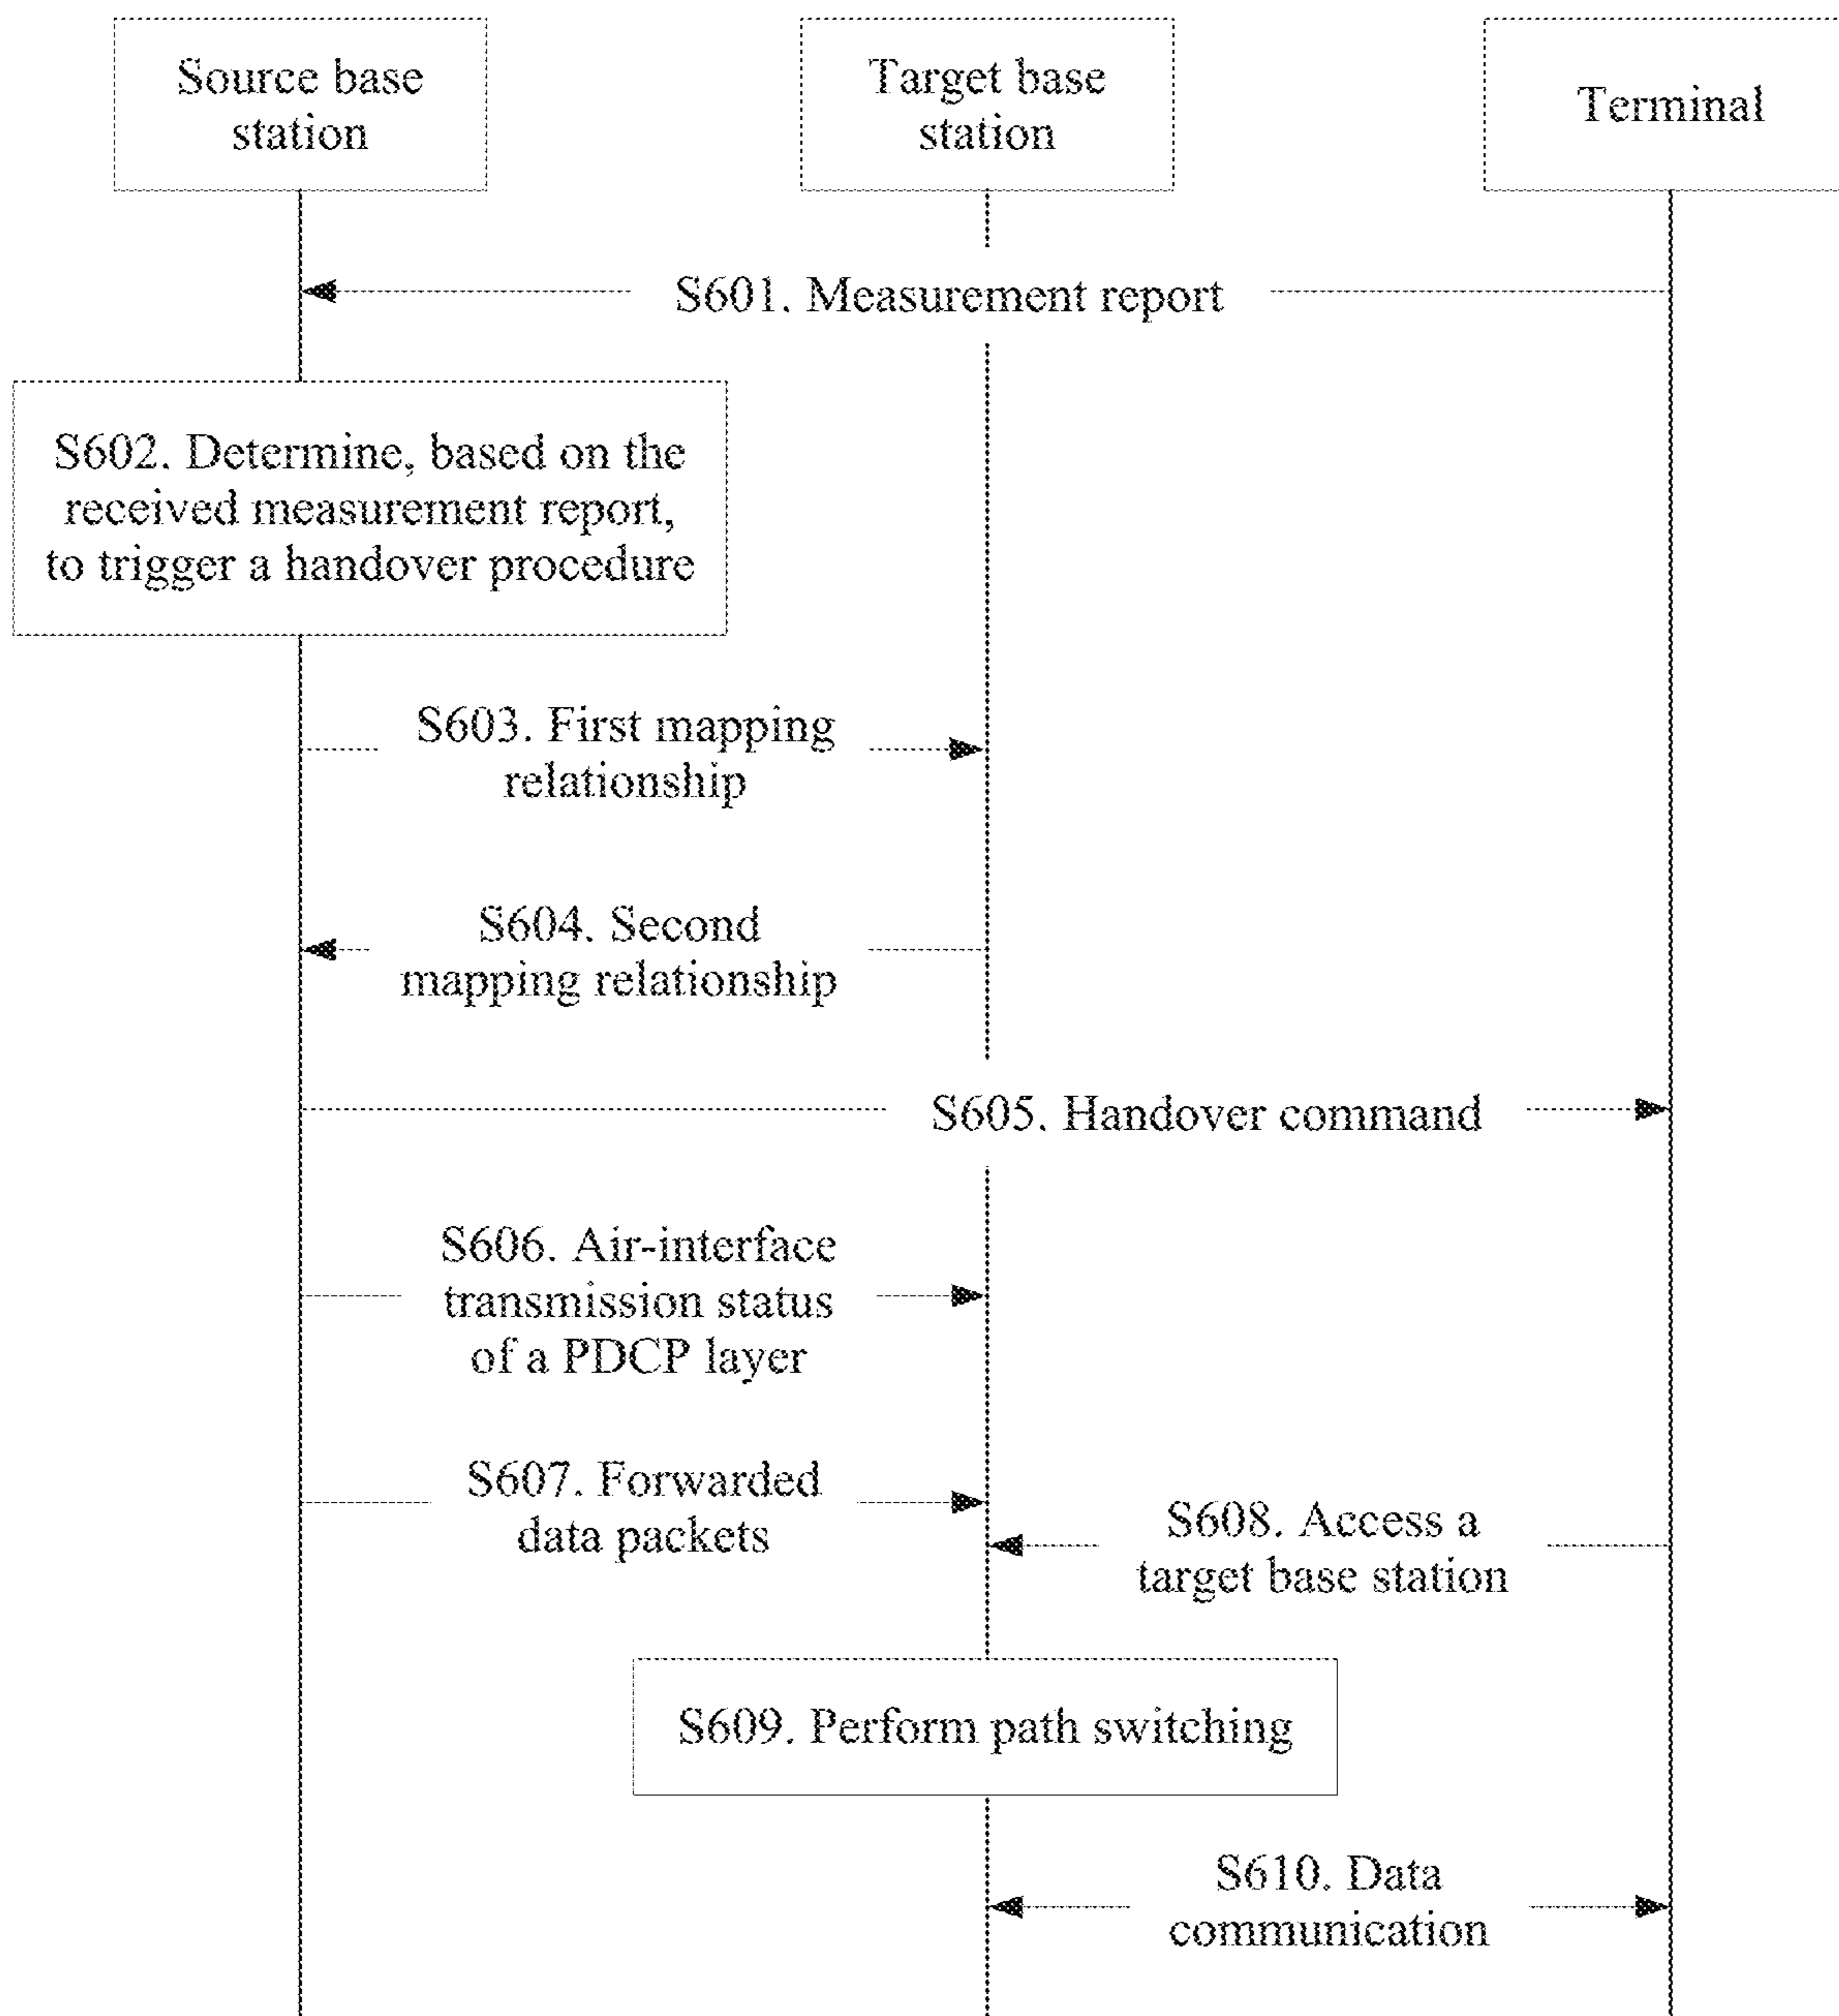 Source base
station
Target base
station
Terminal
S601. Measurement report
S602. Determine, based on the
received measurement report,
to trigger a handover procedure
S603. First mapping
relationship
S604. Second
mapping relationship
S605. Handover command
S606. Air-interface
transmission status
of a PDCP layer
S607. Forwarded
data packets
S608. Access a
target base station
S609. Perform path switching
S610. Data
communication